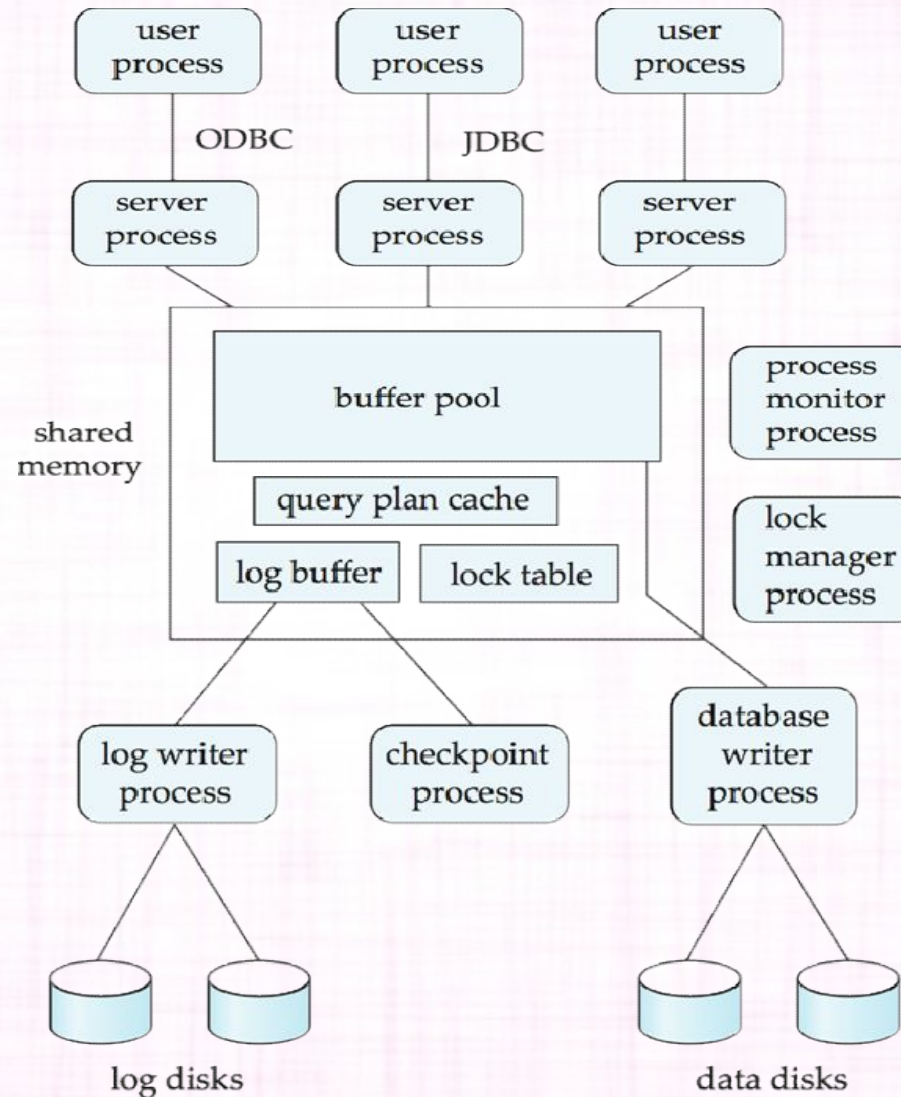 user
process
user
process
user
process
ODBC
JDBC
server
process
server
process
server
process
shared
memory
buffer pool
query plan cache
log buffer
lock table
process
monitor
process
lock
manager
process
log writer
process
checkpoint
process
database
writer
process
log disks
data disks